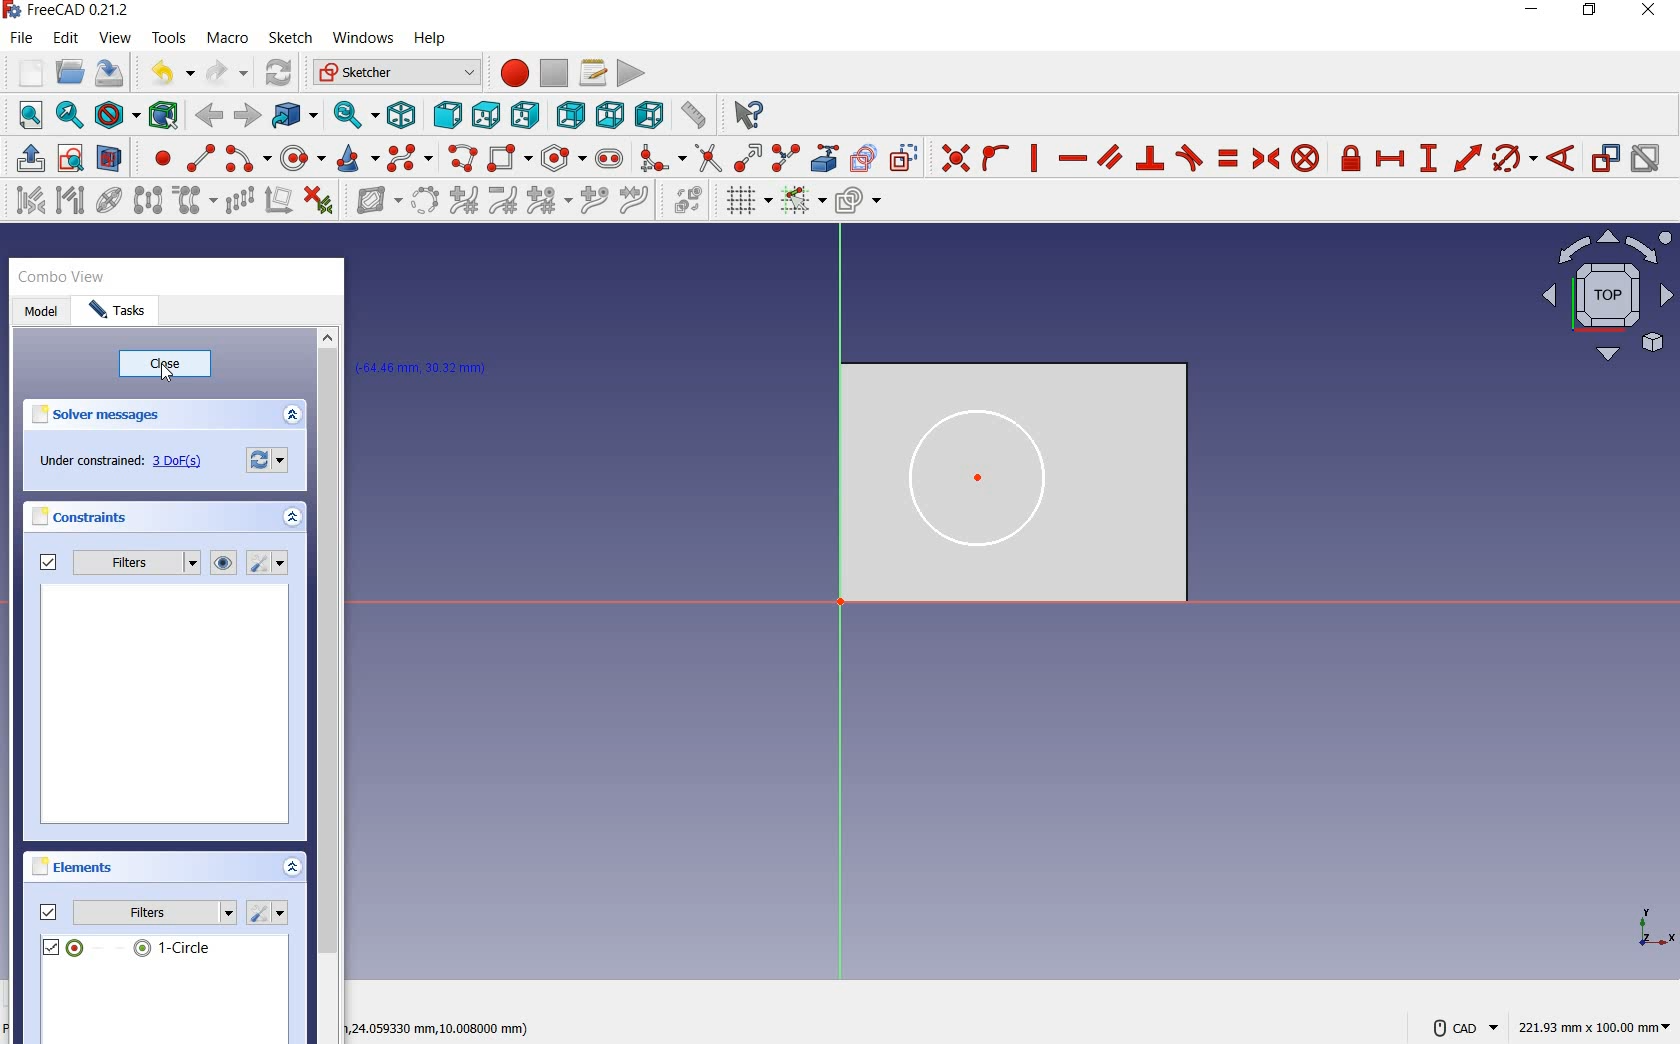 FreeCAD 0.21.2
File Edit View Tools Macro Sketch Windows Help
Sketcher
Combo View
Model Tasks
Close
(-64.46 mm, 30.32 mm)
TOP
Solver messages
Under constrained: 3 DoF(s)
Constraints
Filters
Elements
Filters
1-Circle
Y
Z X
,24.059330 mm,10.008000 mm)
CAD
221.93 mm x 100.00 mm